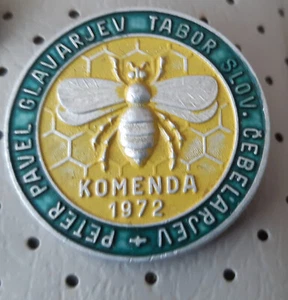 PETER PAVEL GLAVARJEV TABOR SLOV. ČEBELARJEV +
KOMENDA
1972